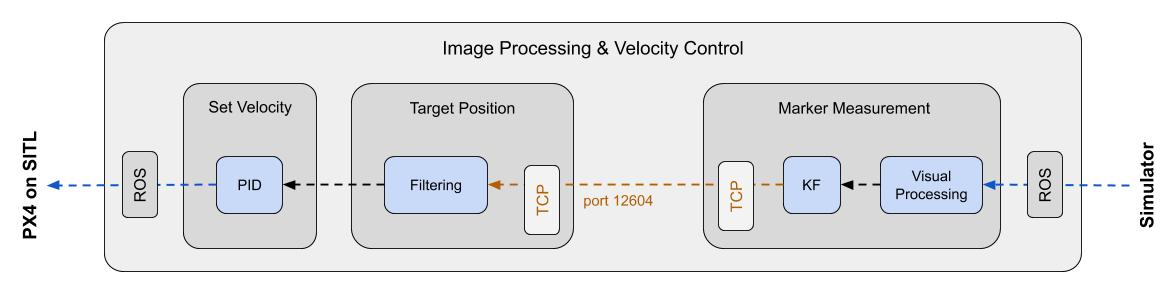 Image Processing & Velocity Control
PX4 on SITL
ROS
Set Velocity
PID
Target Position
Filtering
TCP
port 12604
Marker Measurement
TCP
KF
Visual
Processing
ROS
Simulator